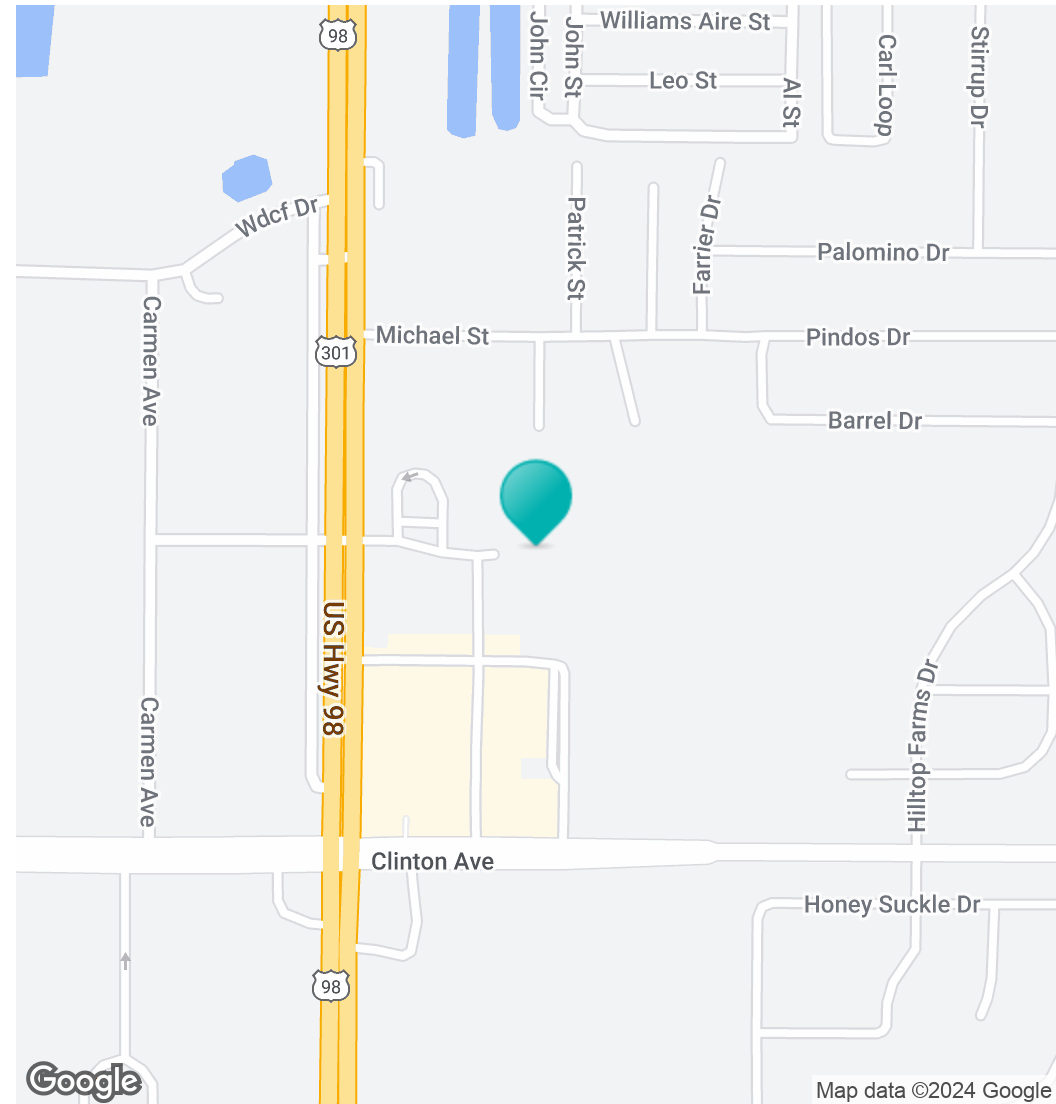 98
John Cir
John St
Williams Aire St
Leo St
Al St
Carl Loop
Stirrup Dr
Wdcf Dr
Patrick St
Farrier Dr
Palomino Dr
Carmen Ave
301
Michael St
Pindos Dr
Barrel Dr
US Hwy 98
Hilltop Farms Dr
Carmen Ave
Clinton Ave
Honey Suckle Dr
98
Google
Map data ©2024 Google